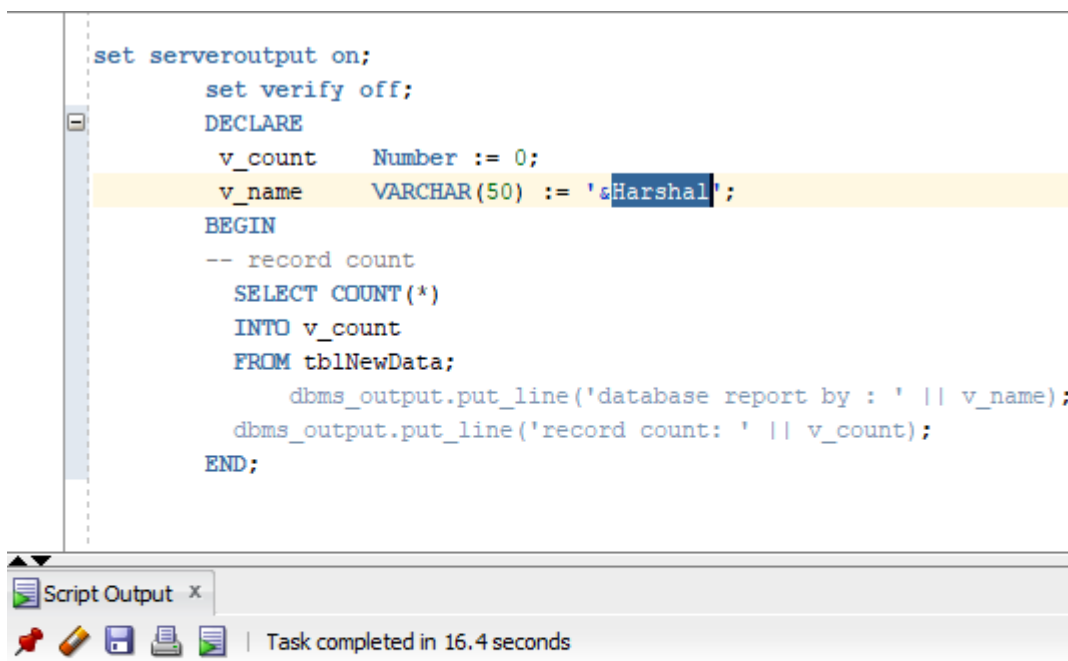 set serveroutput on;
set verify off;
DECLARE
v_count Number := 0;
v_name VARCHAR(50) := '&Harshal';
BEGIN
-- record count
SELECT COUNT(*)
INTO v_count
FROM tblNewData;
dbms_output.put_line('database report by : ' || v_name);
dbms_output.put_line('record count: ' || v_count);
END;
Script Output x
Task completed in 16.4 seconds